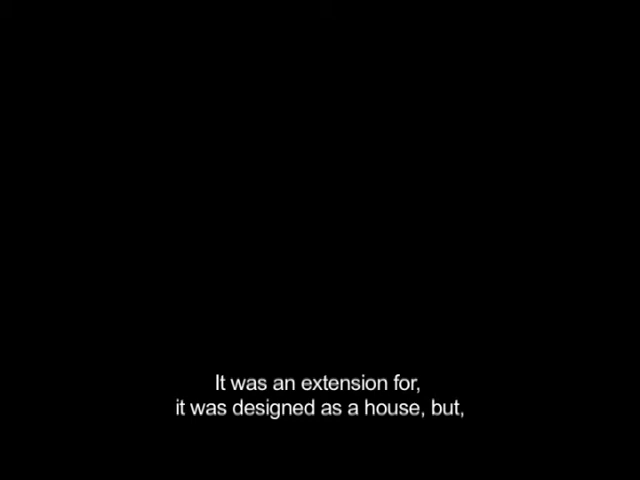 It was an extension for,
it was designed as a house, but,